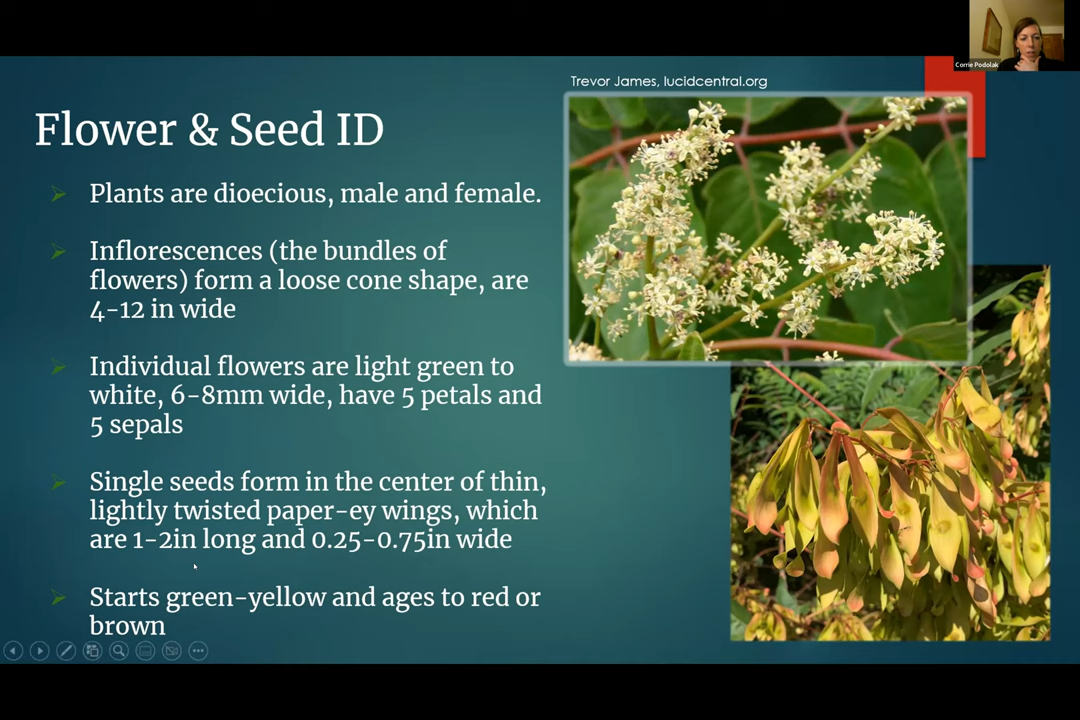 Corrie Podolak
Trevor James, lucidcentral.org
Flower & Seed ID
Plants are dioecious, male and female.
Inflorescences (the bundles of
flowers) form a loose cone shape, are
4-12 in wide
Individual flowers are light green to
white, 6-8mm wide, have 5 petals and
5 sepals
Single seeds form in the center of thin,
lightly twisted paper-ey wings, which
are 1-2in long and 0.25-0.75in wide
Starts green-yellow and ages to red or
brown